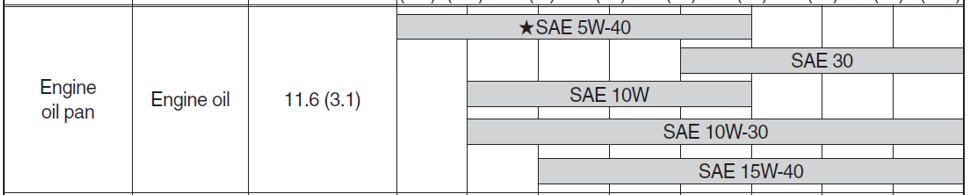 ★SAE 5W-40
SAE 30
Engine
oil pan
Engine oil
11.6 (3.1)
SAE 10W
SAE 10W-30
SAE 15W-40